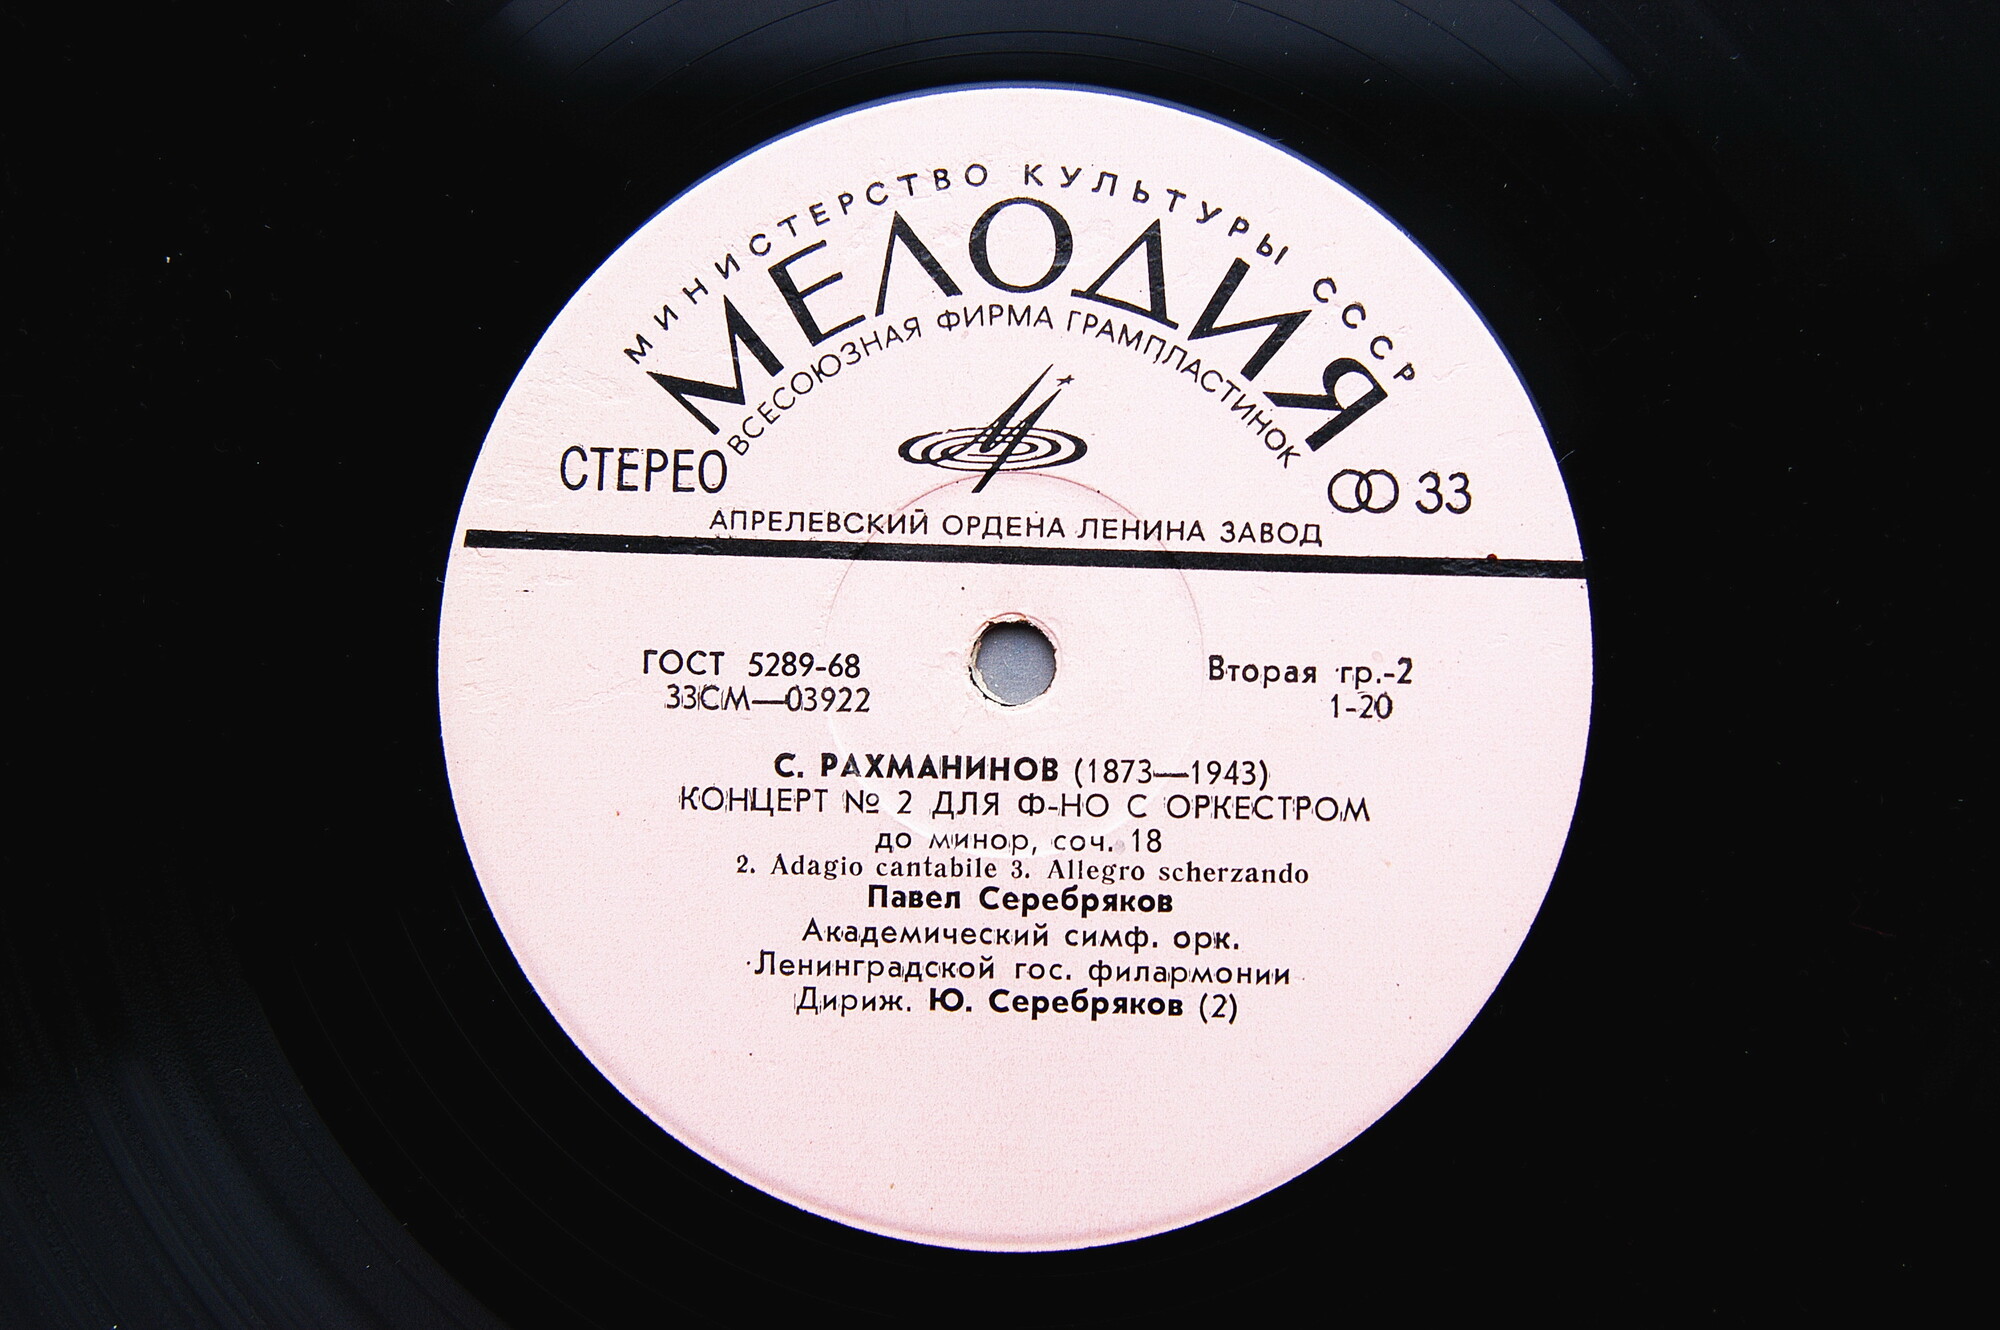 МИНИСТЕРСТВО КУЛЬТУРЫ СССР
МЕЛОДИЯ
ВСЕСОЮЗНАЯ ФИРМА ГРАМПЛАСТИНОК
СТЕРЕО 33
АПРЕЛЕВСКИЙ ОРДЕНА ЛЕНИНА ЗАВОД
ГОСТ 5289-68 Вторая гр.-2
33СМ—03922 1-20
С. РАХМАНИНОВ (1873—1943)
КОНЦЕРТ № 2 ДЛЯ Ф-НО С ОРКЕСТРОМ
до минор, соч. 18
2. Adagio cantabile 3. Allegro scherzando
Павел Серебряков
Академический симф. орк.
Ленинградской гос. филармонии
Дириж. Ю. Серебряков (2)